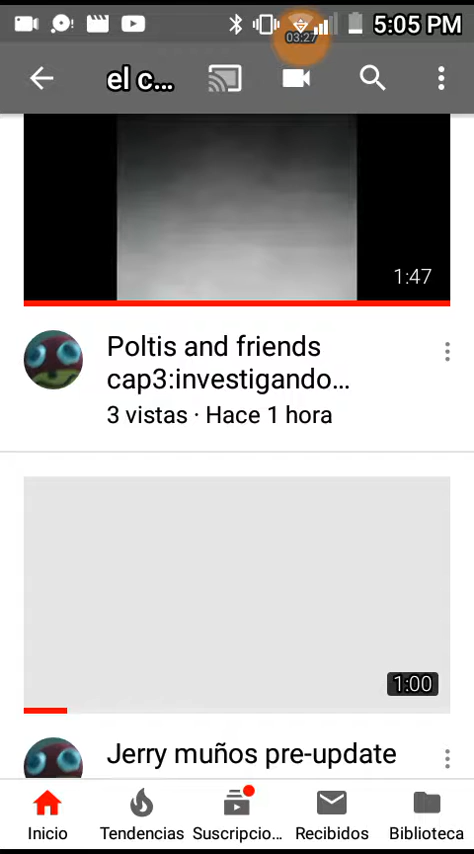 5:05 PM
03:27
el c...
1:47
Poltis and friends
cap3:investigando...
3 vistas · Hace 1 hora
1:00
Jerry muños pre-update
Inicio
Tendencias
Suscripcio...
Recibidos
Biblioteca